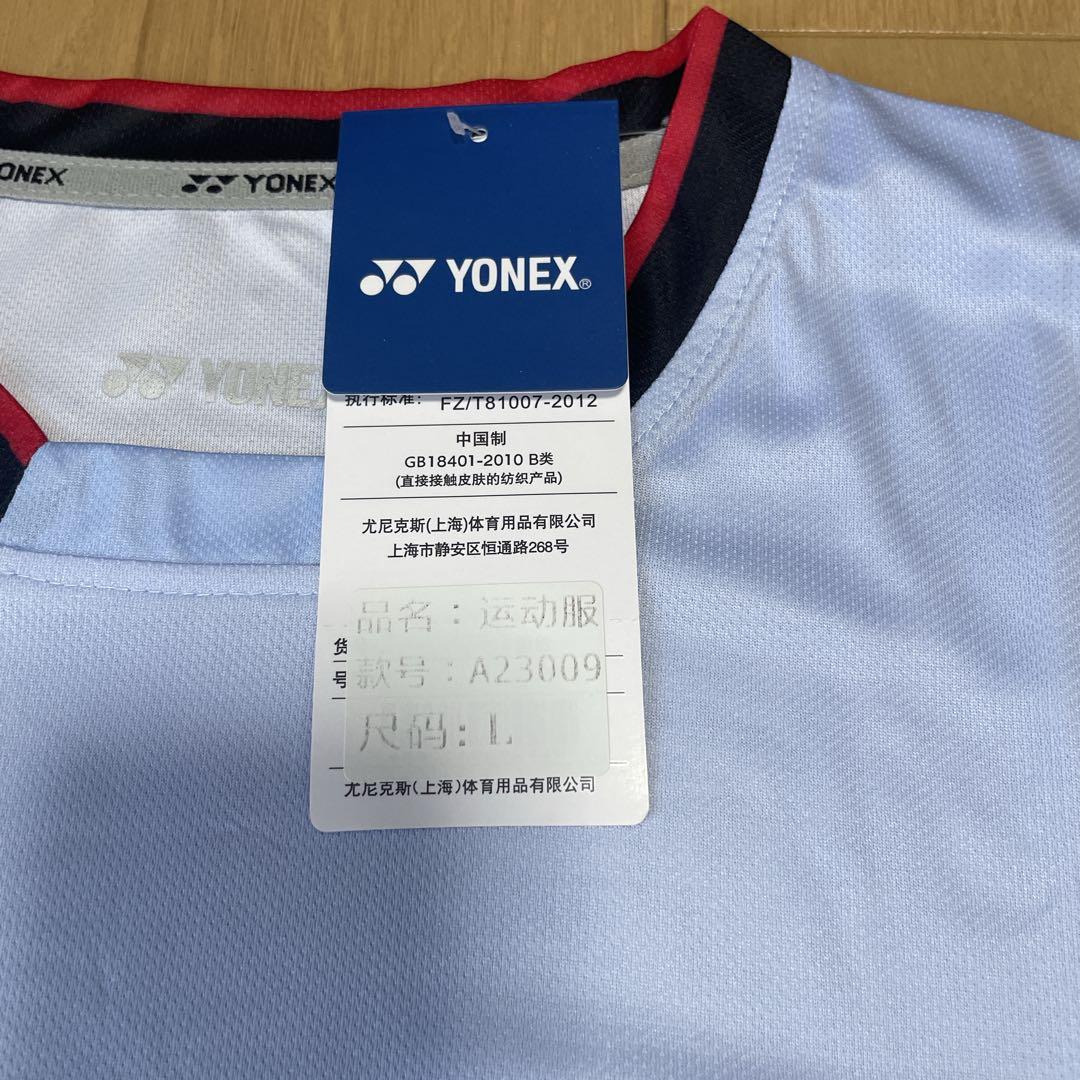 YONEX
YONEX
YONEX®
YONE
执行标准: FZ/T81007-2012
中国制
GB18401-2010 B类
(直接接触皮肤的纺织产品)
尤尼克斯(上海)体育用品有限公司
上海市静安区恒通路268号
品名:运动服
货
号
款号:A23009
尺码:L
尤尼克斯(上海)体育用品有限公司